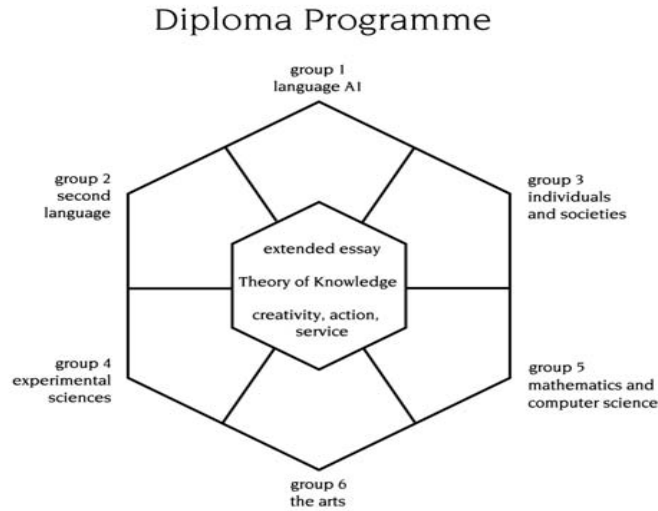 Diploma Programme
group 1
language A1
group 2
second
language
group 3
individuals
and societies
extended essay
Theory of Knowledge
creativity, action,
service
group 4
experimental
sciences
group 5
mathematics and
computer science
group 6
the arts